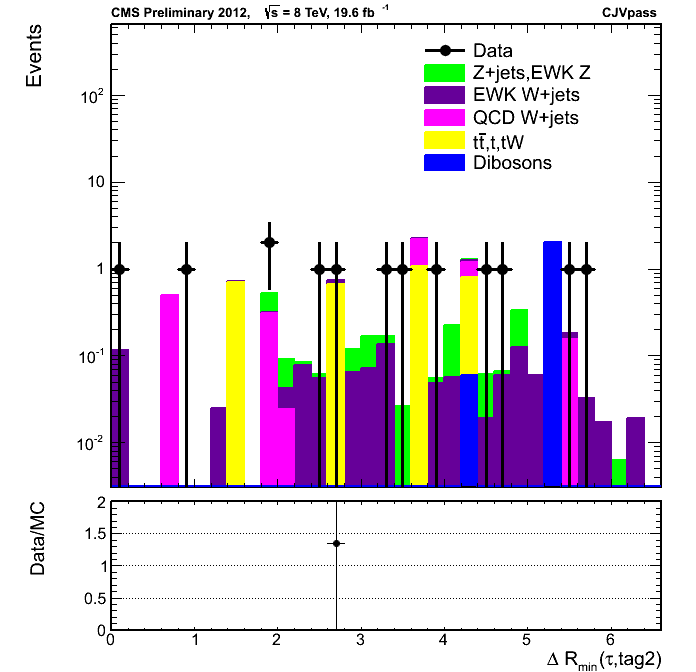 CMS Preliminary 2012, √s = 8 TeV, 19.6 fb⁻¹ CJVpass
Events
10²
10
1
10⁻¹
10⁻²
Data
Z+jets,EWK Z
EWK W+jets
QCD W+jets
tt̅,t,tW
Dibosons
Data/MC
2
1.5
1
0.5
0
0 1 2 3 4 5 6
Δ R_min(τ,tag2)